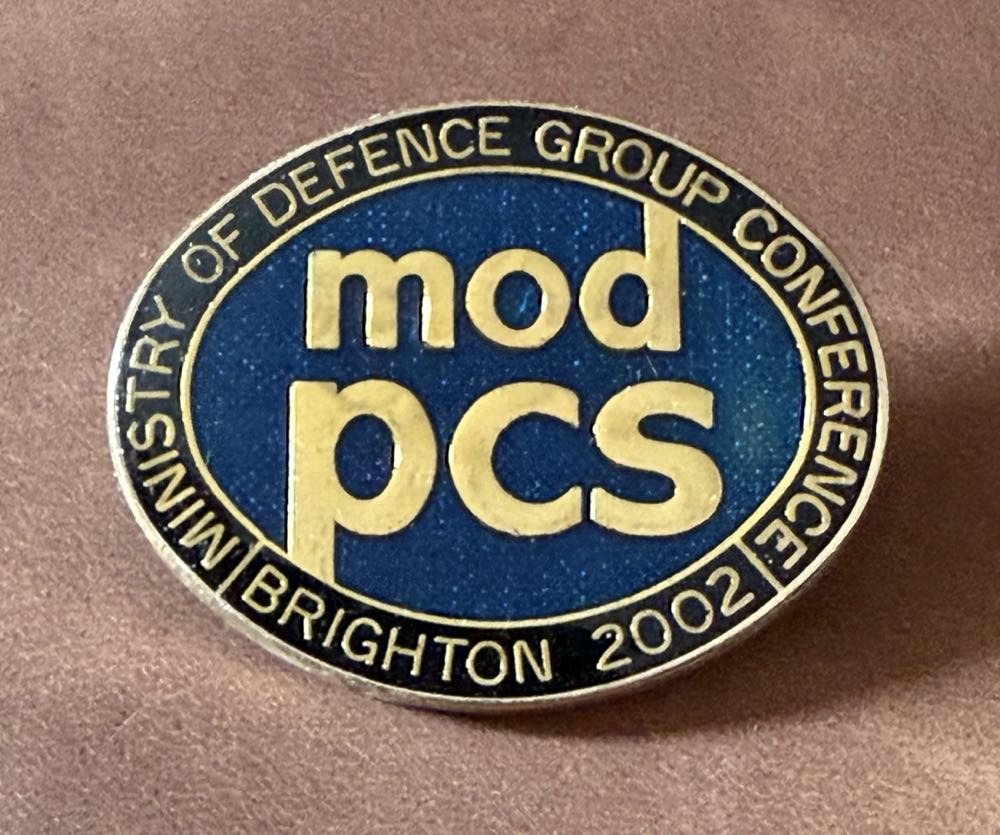 MINISTRY OF DEFENCE GROUP CONFERENCE
mod
pcs
BRIGHTON 2002